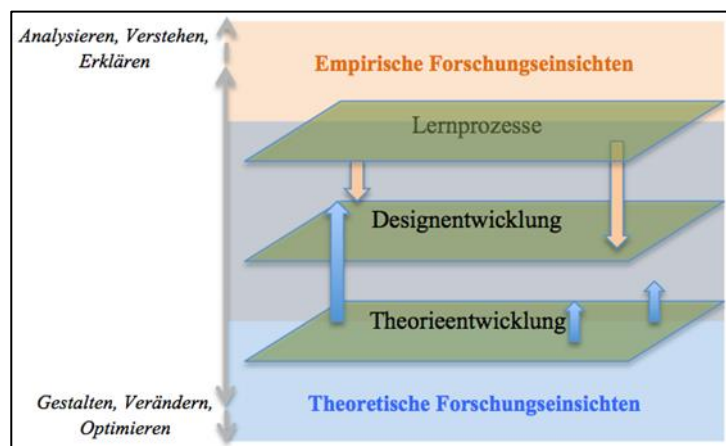 Analysieren, Verstehen,
Erklären
Empirische Forschungseinsichten
Lernprozesse
Designentwicklung
Theorieentwicklung
Gestalten, Verändern,
Optimieren
Theoretische Forschungseinsichten